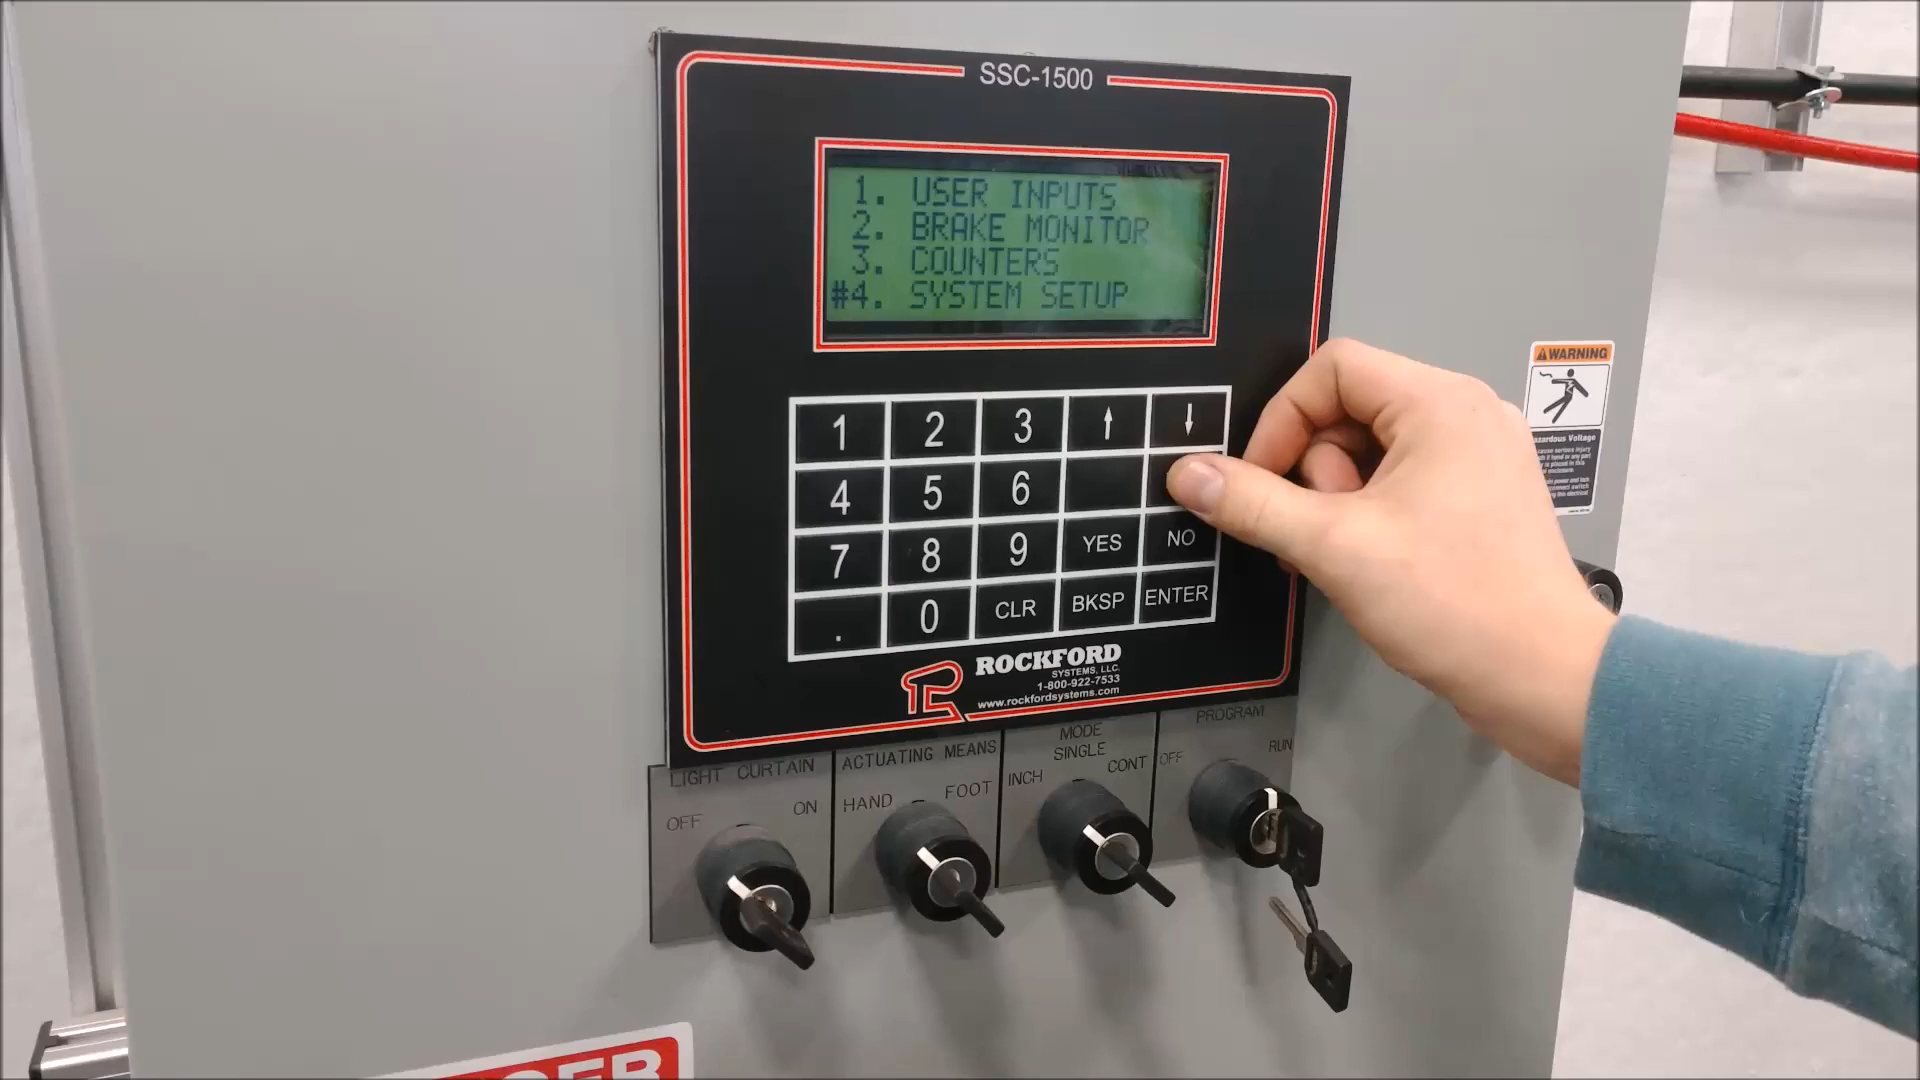 SSC-1500
1. USER INPUTS
2. BRAKE MONITOR
3. COUNTERS
#4. SYSTEM SETUP
1 2 3 ↑ ↓
4 5 6
7 8 9 YES NO
. 0 CLR BKSP ENTER
ROCKFORD
SYSTEMS, LLC.
1-800-922-7533
www.rockfordsystems.com
LIGHT CURTAIN
OFF ON
ACTUATING MEANS
HAND FOOT
MODE
SINGLE
INCH CONT
PROGRAM
OFF RUN
WARNING
Voltage